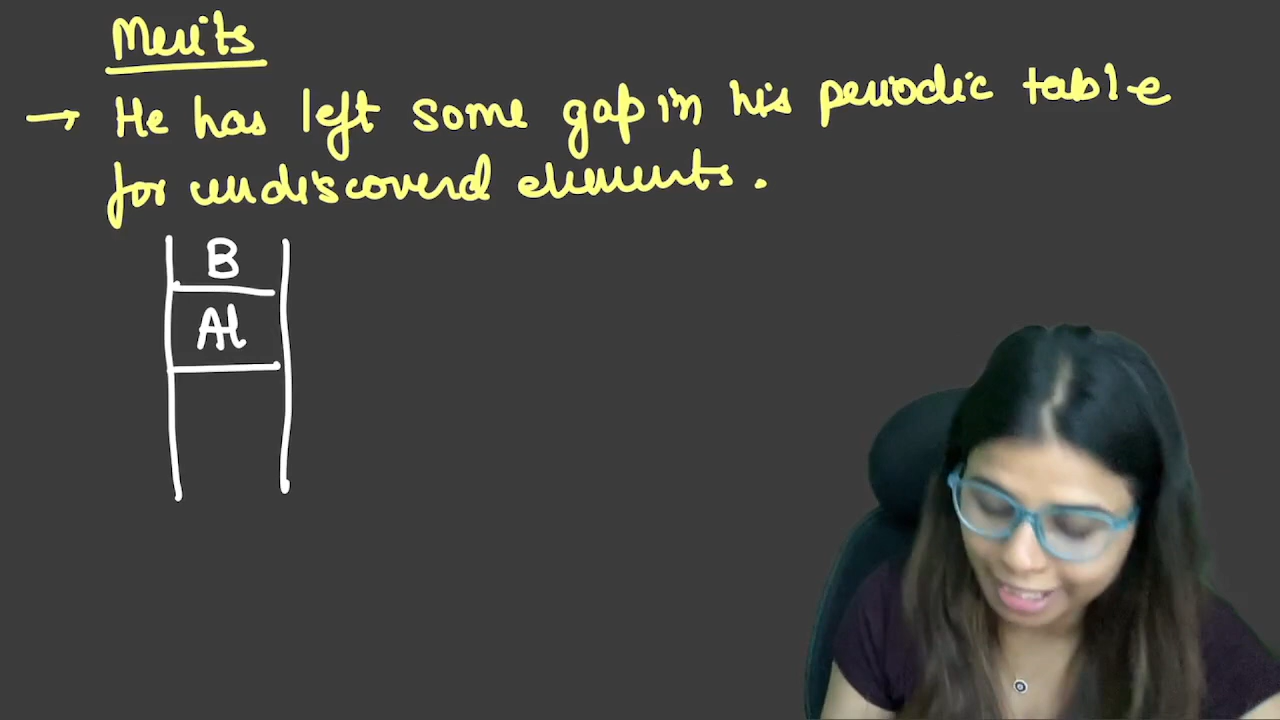 Merits
→ He has left some gap in his periodic table
for undiscoverd elements.
B
Al